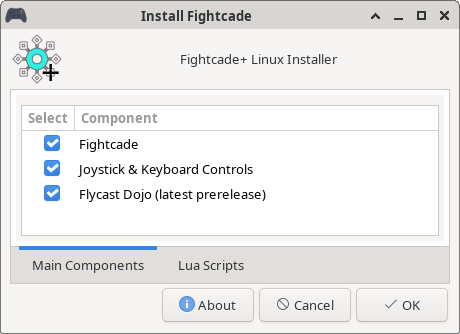 Install Fightcade
Fightcade+ Linux Installer
Select Component
Fightcade
Joystick & Keyboard Controls
Flycast Dojo (latest prerelease)
Main Components Lua Scripts
About Cancel OK